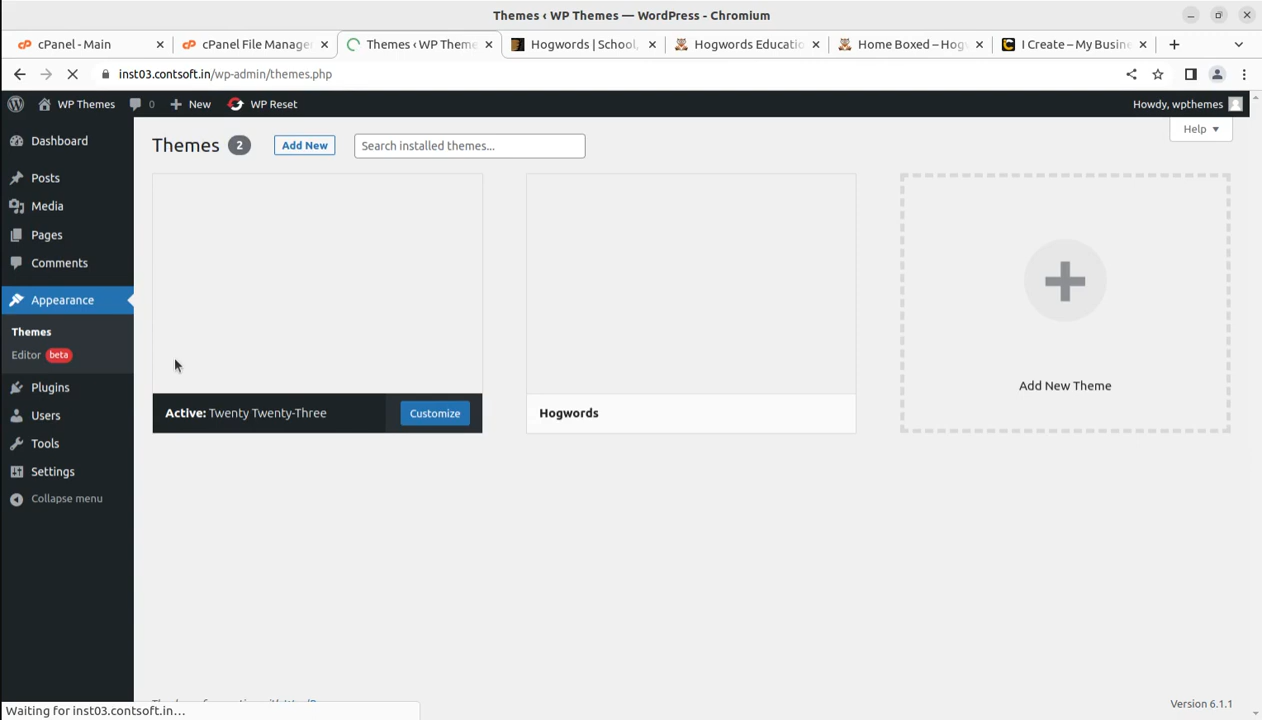 Themes ‹ WP Themes — WordPress - Chromium
cPanel - Main
cPanel File Manage
Themes ‹ WP Theme
Hogwords | School,
Hogwords Educatio
Home Boxed – Hog
I Create – My Busin
inst03.contsoft.in/wp-admin/themes.php
WP Themes
0
New
WP Reset
Howdy, wpthemes
Help
Dashboard
Posts
Media
Pages
Comments
Appearance
Themes
Editor beta
Plugins
Users
Tools
Settings
Collapse menu
Themes 2
Add New
Search installed themes...
Active: Twenty Twenty-Three
Customize
Hogwords
Add New Theme
Version 6.1.1
Waiting for inst03.contsoft.in...